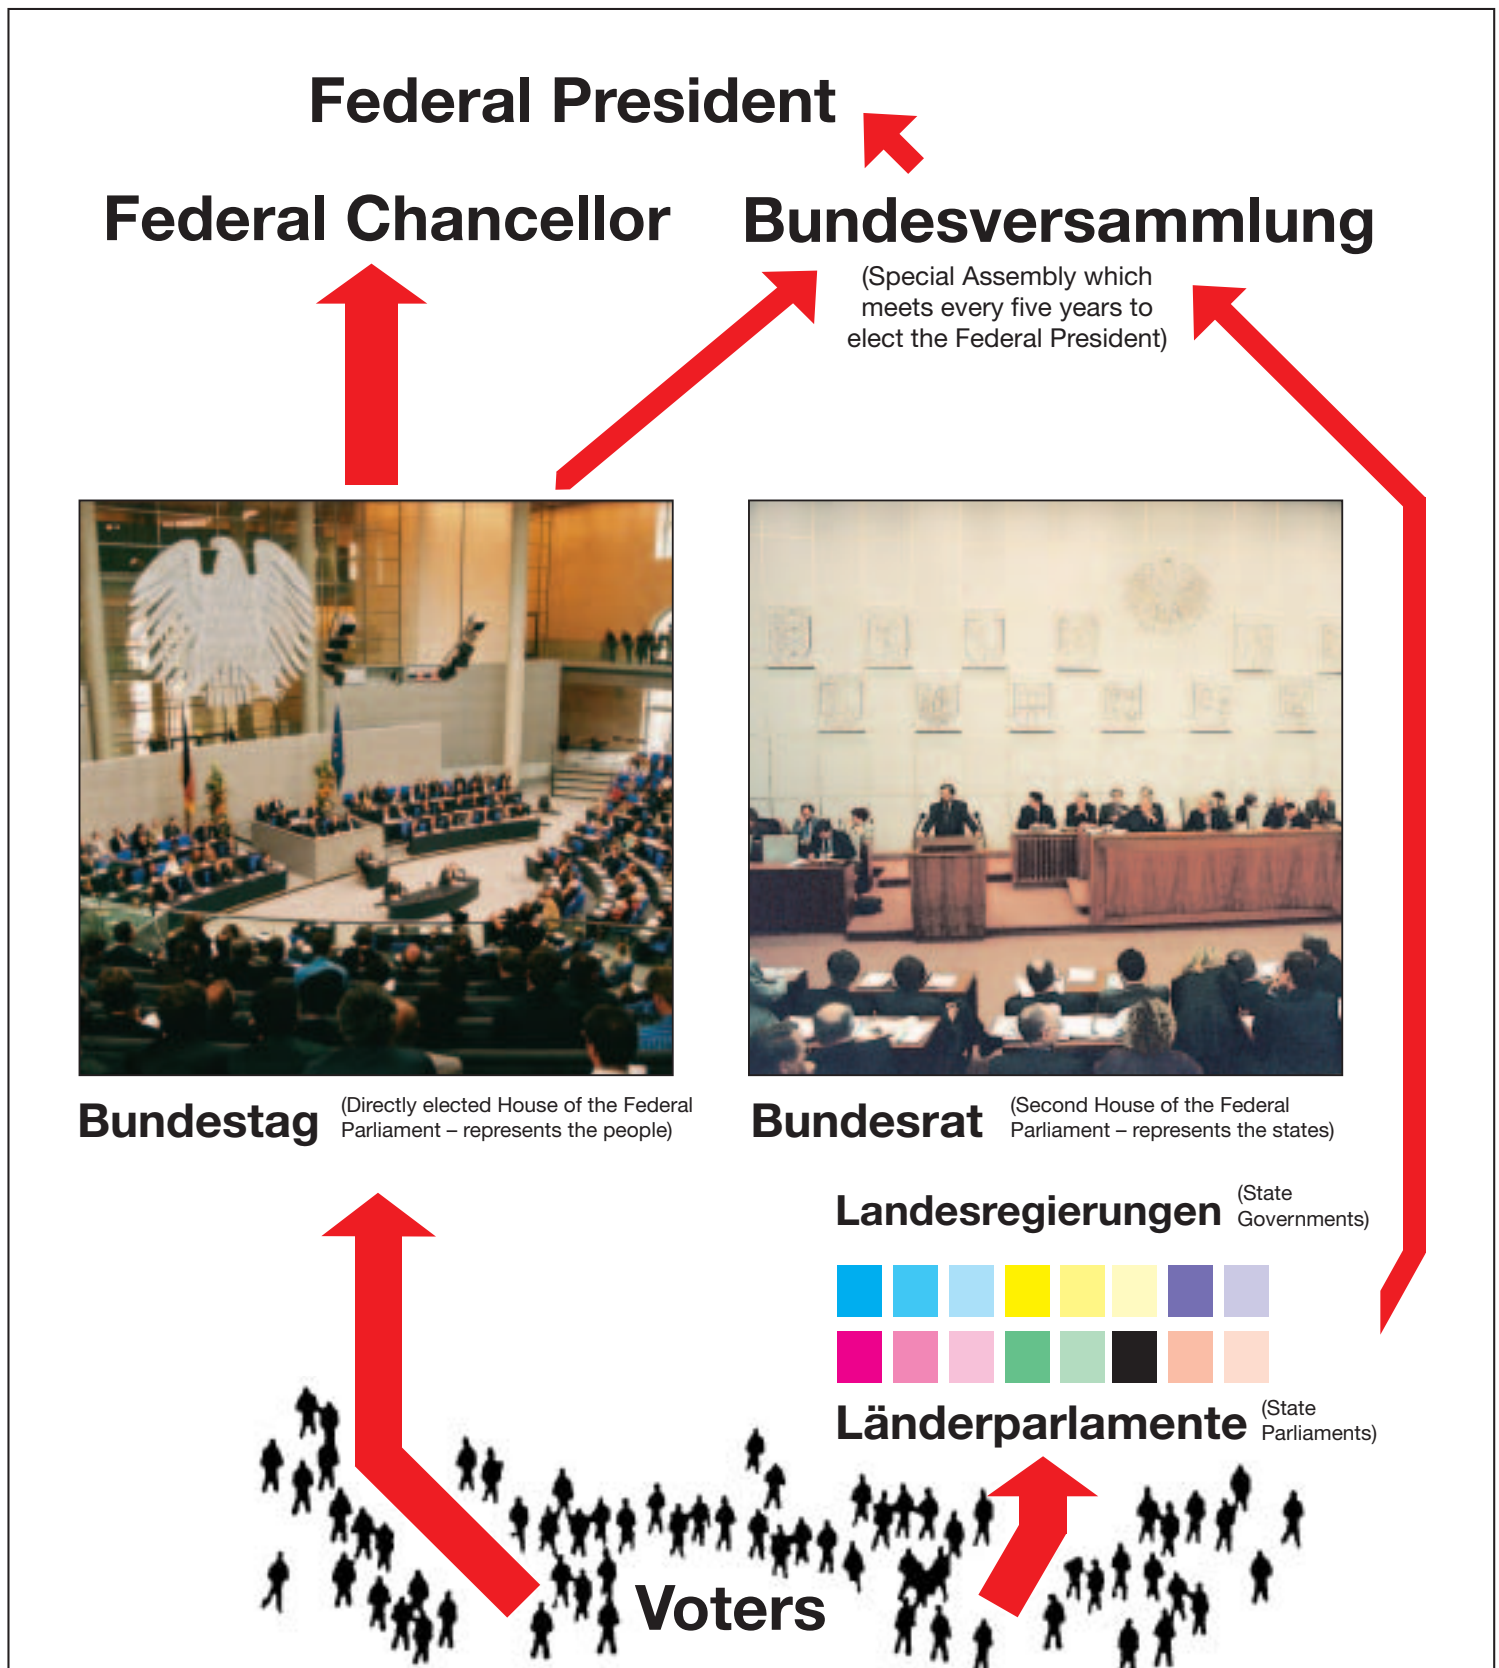 Federal President
Federal Chancellor
Bundesversammlung
(Special Assembly which
meets every five years to
elect the Federal President)
Bundestag
(Directly elected House of the Federal
Parliament – represents the people)
Bundesrat
(Second House of the Federal
Parliament – represents the states)
Landesregierungen
(State
Governments)
Länderparlamente
(State
Parliaments)
Voters